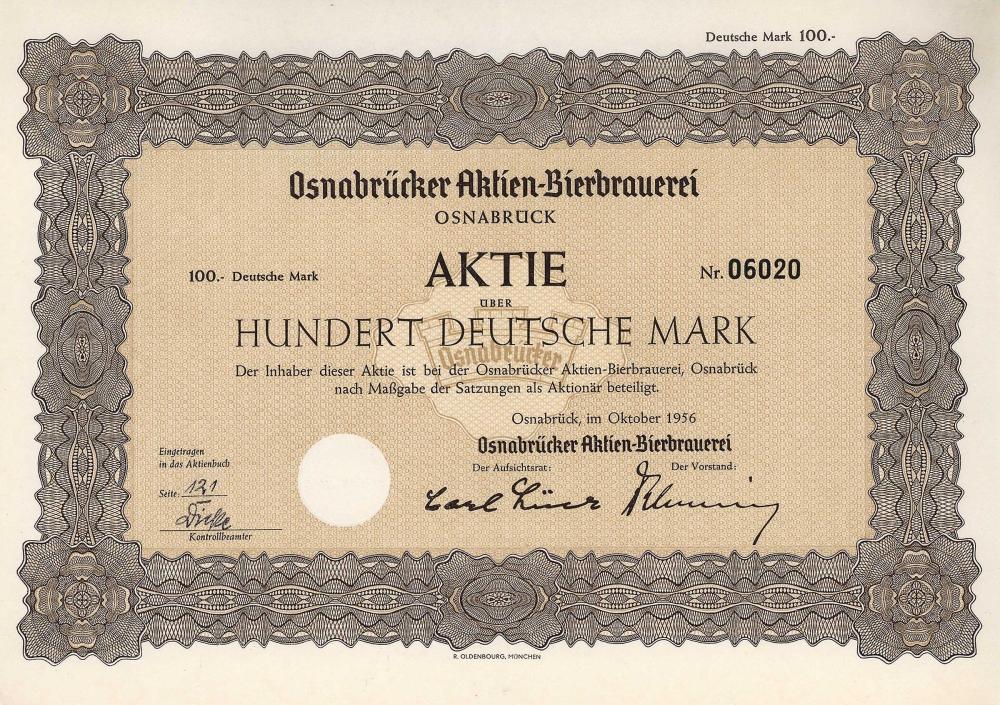 Deutsche Mark 100.-
Osnabrücker Aktien-Bierbrauerei
OSNABRÜCK
100.- Deutsche Mark
AKTIE
Nr. 06020
ÜBER
HUNDERT DEUTSCHE MARK
Osnabrücker
Der Inhaber dieser Aktie ist bei der Osnabrücker Aktien-Bierbrauerei, Osnabrück
nach Maßgabe der Satzungen als Aktionär beteiligt.
Osnabrück, im Oktober 1956
Osnabrücker Aktien-Bierbrauerei
Eingetragen
in das Aktienbuch
Der Aufsichtsrat:
Der Vorstand:
Seite: 121
Carl
Kontrollbeamter
R. OLDENBOURG, MÜNCHEN